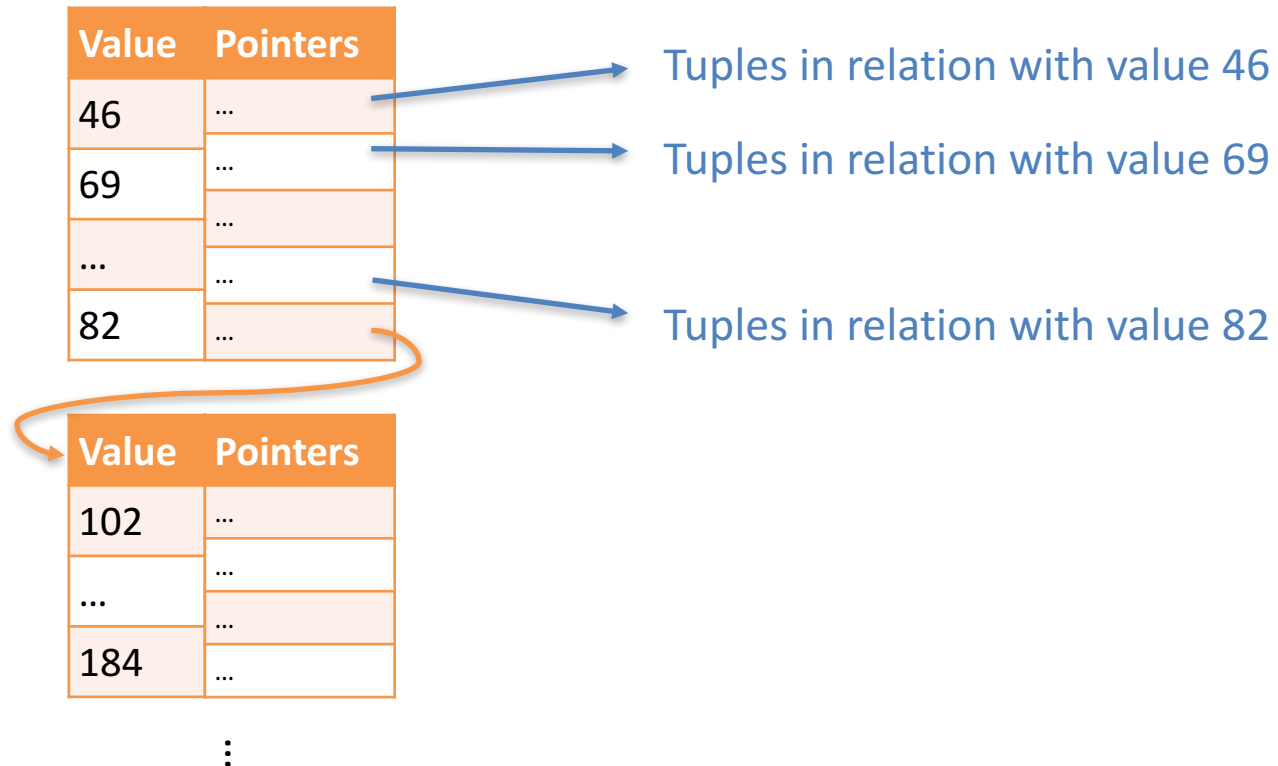 Value Pointers
46 ... Tuples in relation with value 46
69 ... Tuples in relation with value 69
...
... ...
82 ... Tuples in relation with value 82
Value Pointers
102 ...
...
... ...
184 ...
...